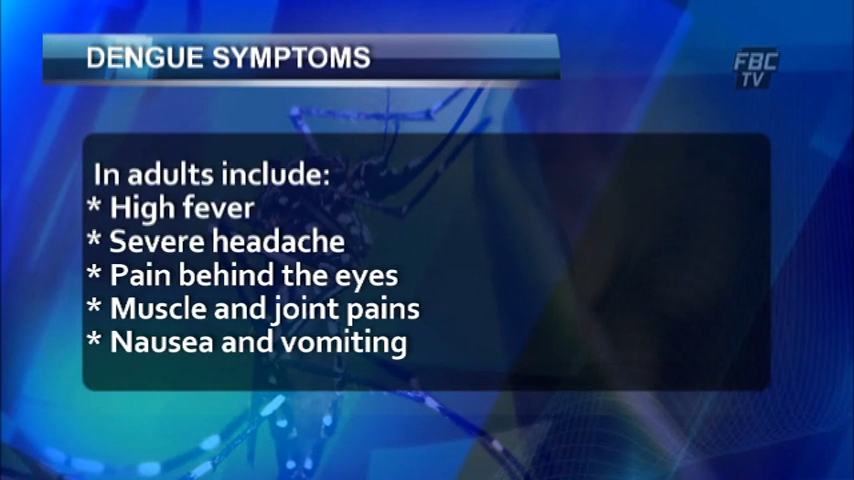 DENGUE SYMPTOMS
FBC
TV
In adults include:
* High fever
* Severe headache
* Pain behind the eyes
* Muscle and joint pains
* Nausea and vomiting